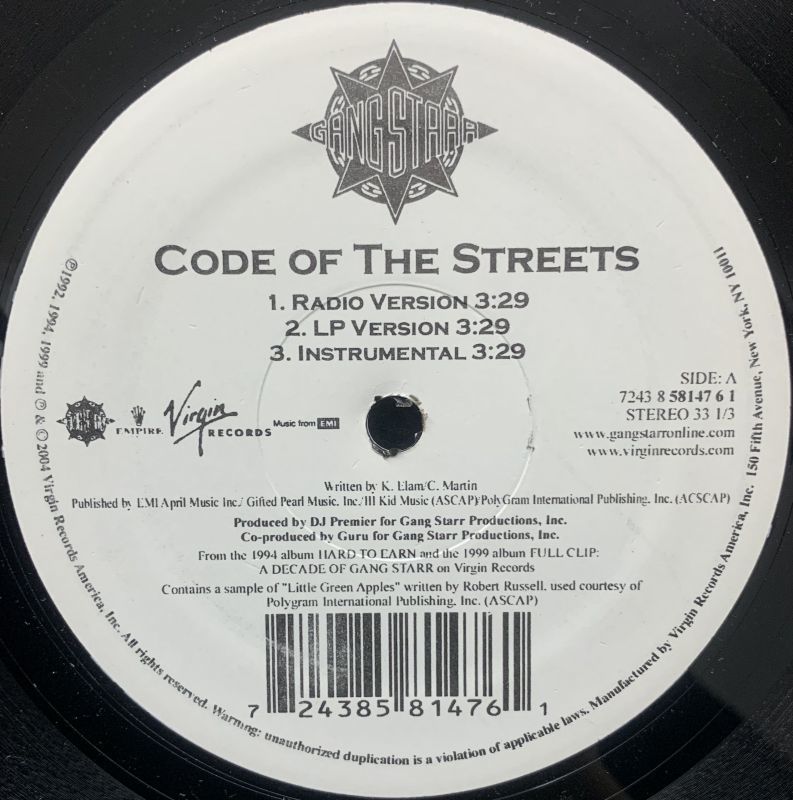 GANGSTARR
CODE OF THE STREETS
1. RADIO VERSION 3:29
2. LP VERSION 3:29
3. INSTRUMENTAL 3:29
SIDE: A
7243 8 58147 6 1
STEREO 33 1/3
www.gangstarronline.com
www.virginrecords.com
EMPIRE
Virgin RECORDS
Music from EMI
Written by K. Elam/C. Martin
Published by EMI April Music Inc./ Gifted Pearl Music. Inc./Ill Kid Music (ASCAP)/PolyGram International Publishing. Inc. (ACSCAP)
Produced by DJ Premier for Gang Starr Productions, Inc.
Co-produced by Guru for Gang Starr Productions, Inc.
From the 1994 album HARD TO EARN and the 1999 album FULL CLIP:
A DECADE OF GANG STARR on Virgin Records
Contains a sample of "Little Green Apples" written by Robert Russell. used courtesy of
Polygram International Publishing. Inc. (ASCAP)
7 24385 81476 1
℗1992, 1994, 1999 and ℗ & © 2004 Virgin Records America, Inc. All rights reserved. Warning: unauthorized duplication is a violation of applicable laws. Manufactured by Virgin Records America, Inc. 150 Fifth Avenue, New York, NY 10011